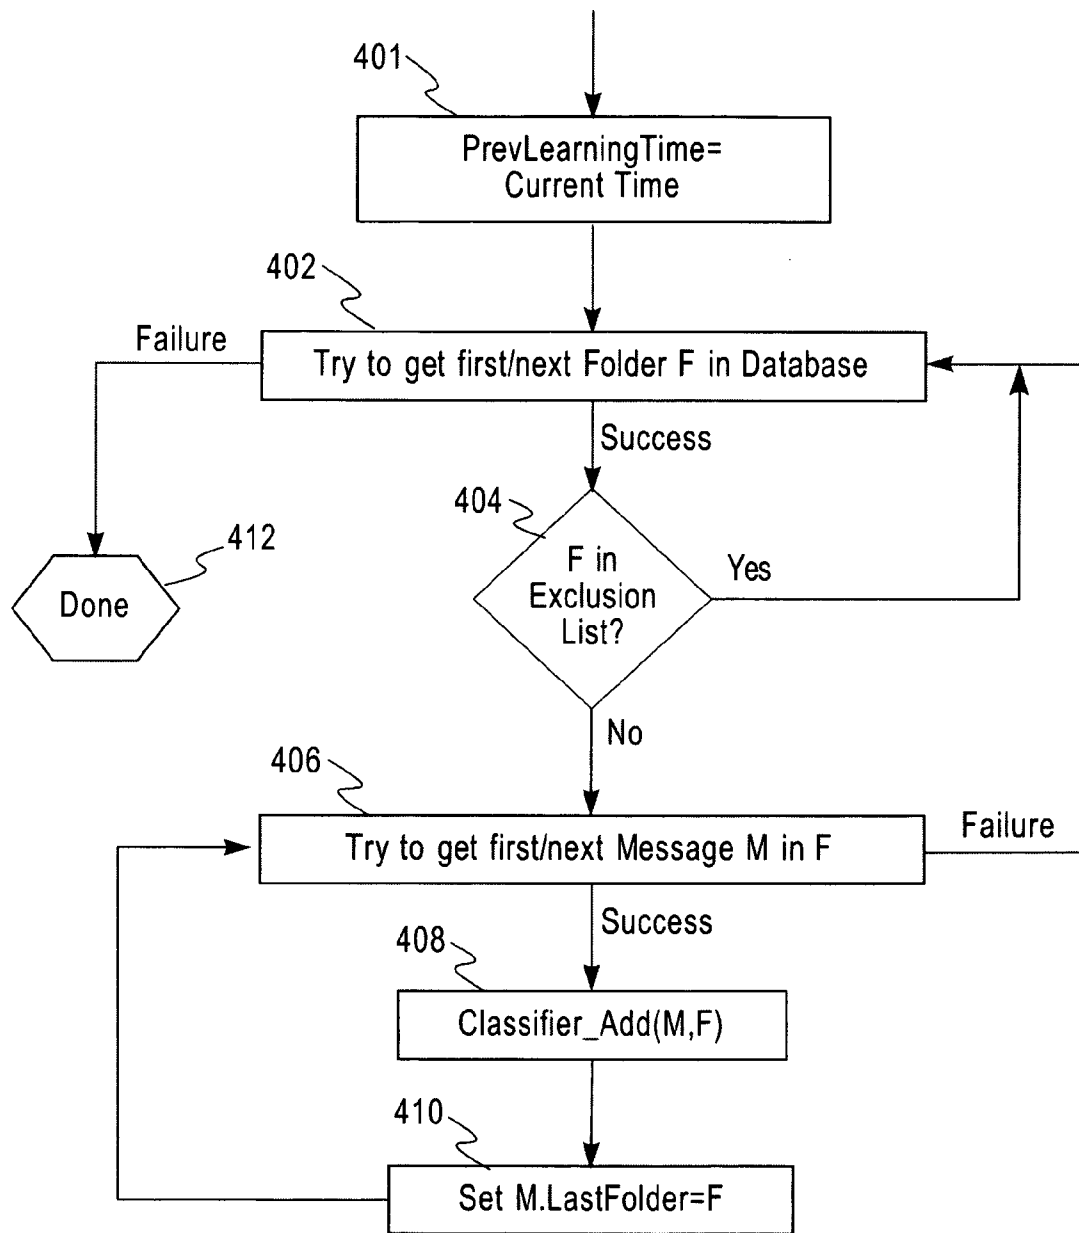 401
PrevLearningTime=
Current Time
402
Failure
Try to get first/next Folder F in Database
Success
404
412
F in
Exclusion
List?
Yes
Done
No
406
Try to get first/next Message M in F
Failure
Success
408
Classifier_Add(M,F)
410
Set M.LastFolder=F